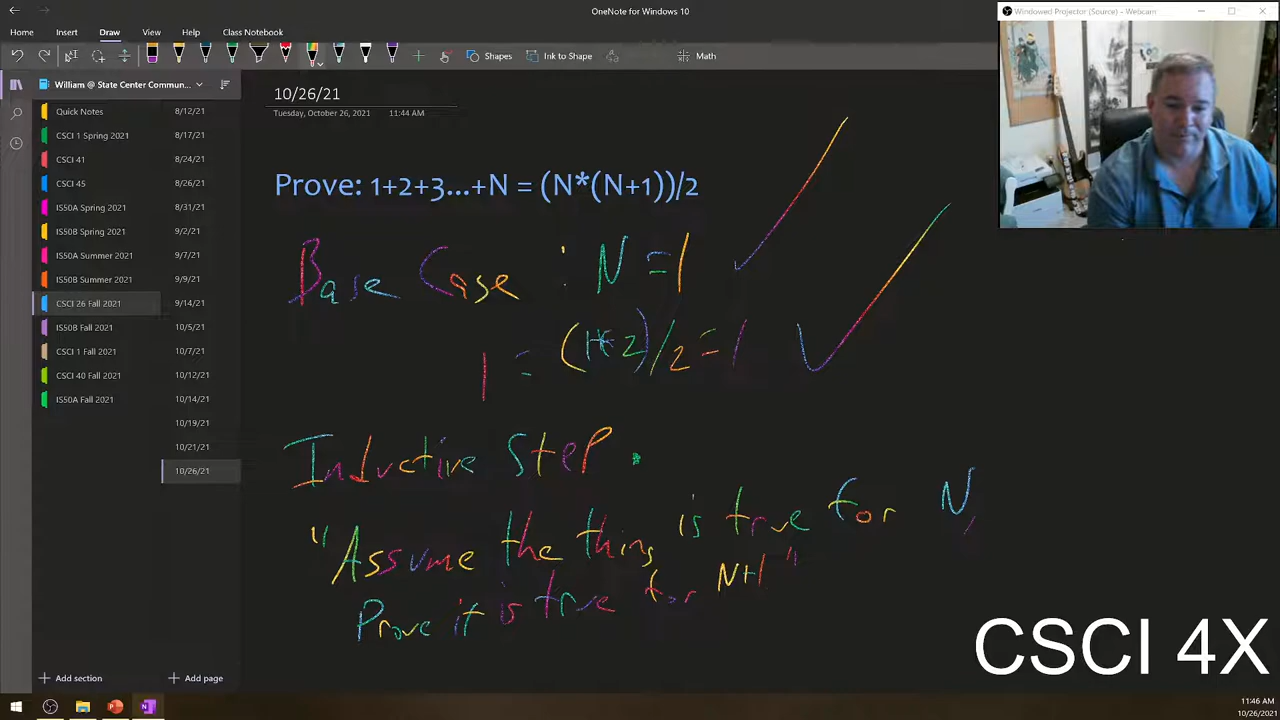 OneNote for Windows 10
Windowed Projector (Source) - Webcam
Home Insert Draw View Help Class Notebook
Shapes Ink to Shape Math
William @ State Center Commun...
Quick Notes
CSCI 1 Spring 2021
CSCI 41
CSCI 45
IS50A Spring 2021
IS50B Spring 2021
IS50A Summer 2021
IS50B Summer 2021
CSCI 26 Fall 2021
IS50B Fall 2021
CSCI 1 Fall 2021
CSCI 40 Fall 2021
IS50A Fall 2021
8/12/21
8/17/21
8/24/21
8/26/21
8/31/21
9/2/21
9/7/21
9/9/21
9/14/21
10/5/21
10/7/21
10/12/21
10/14/21
10/19/21
10/21/21
10/26/21
10/26/21
Tuesday, October 26, 2021 11:44 AM
Prove: 1+2+3...+N = (N*(N+1))/2
Base Case : N=1
1 = (1*2)/2 = 1
Inductive Step:
"Assume the thing is true for N,
Prove it is true for N+1"
CSCI 4X
+ Add section + Add page
11:46 AM
10/26/2021